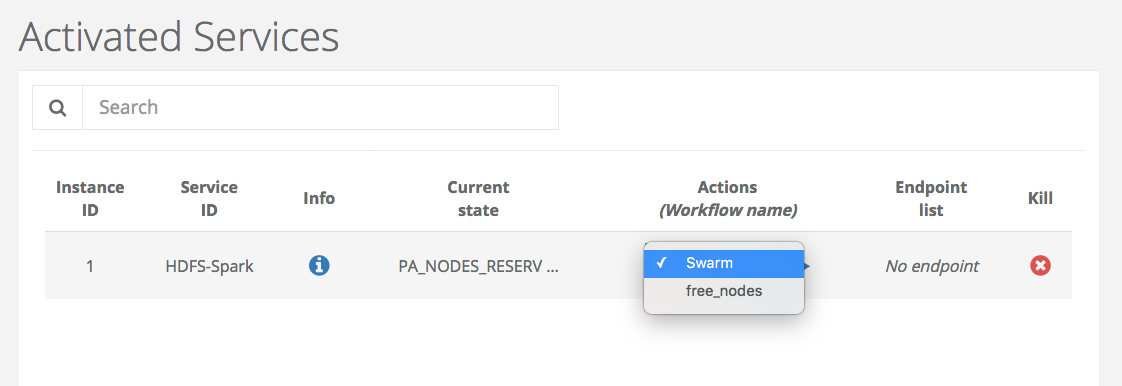 Activated Services
Search
Instance ID
Service ID
Info
Current state
Actions (Workflow name)
Endpoint list
Kill
1
HDFS-Spark
PA_NODES_RESERV ...
✓ Swarm
free_nodes
No endpoint